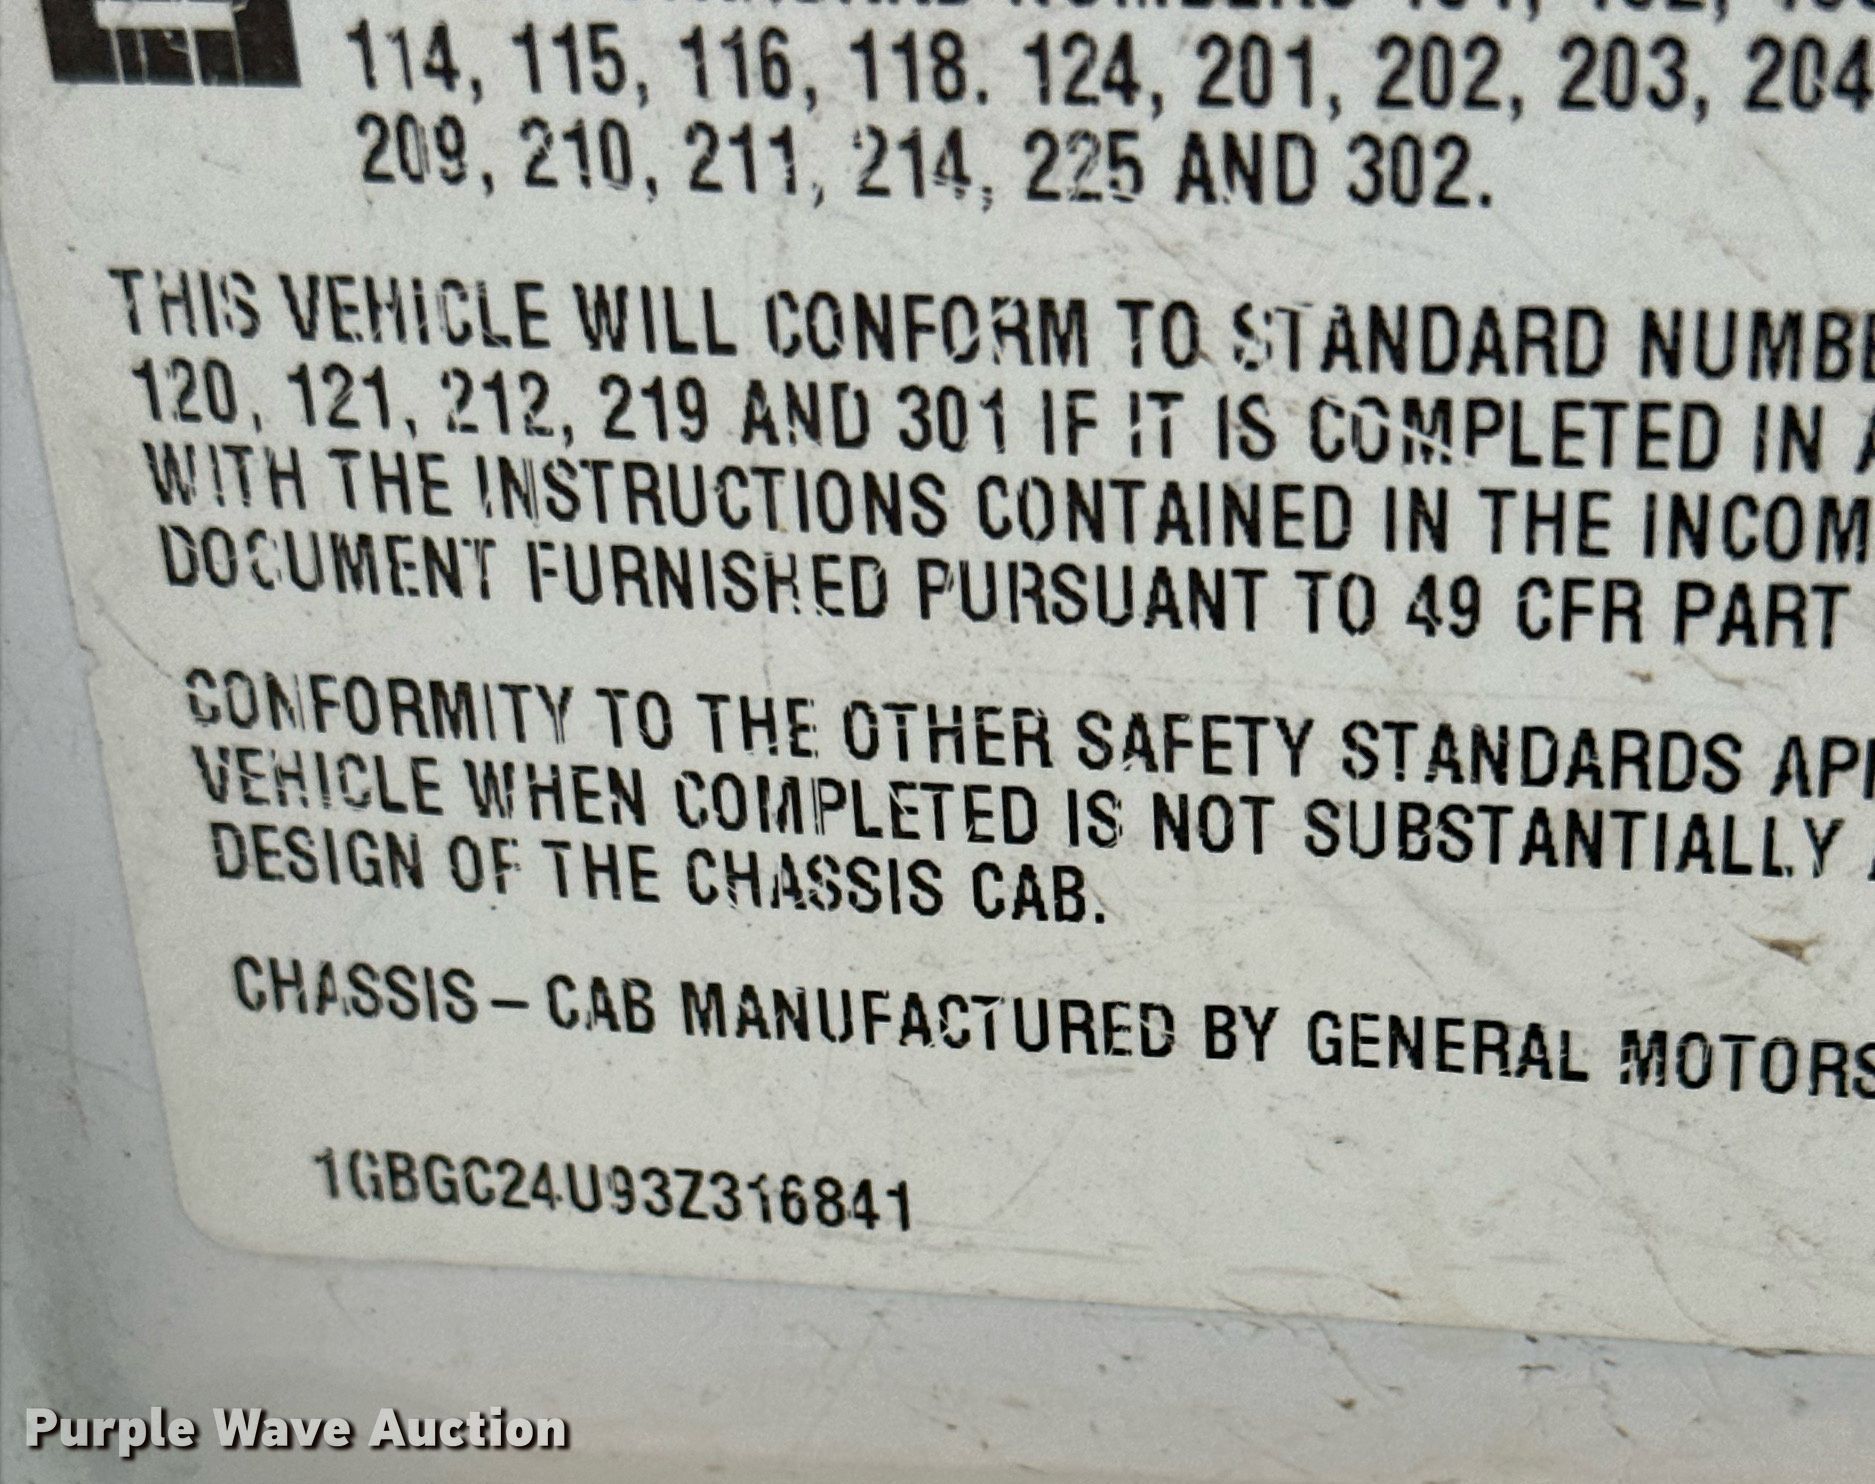 114, 115, 116, 118. 124, 201, 202, 203, 204
209, 210, 211, 214, 225 AND 302.
THIS VEHICLE WILL CONFORM TO STANDARD NUMBE
120, 121, 212, 219 AND 301 IF IT IS COMPLETED IN A
WITH THE INSTRUCTIONS CONTAINED IN THE INCOM
DOCUMENT FURNISHED PURSUANT TO 49 CFR PART
CONFORMITY TO THE OTHER SAFETY STANDARDS APP
VEHICLE WHEN COMPLETED IS NOT SUBSTANTIALLY
DESIGN OF THE CHASSIS CAB.
CHASSIS – CAB MANUFACTURED BY GENERAL MOTORS
1GBGC24U93Z316841
Purple Wave Auction